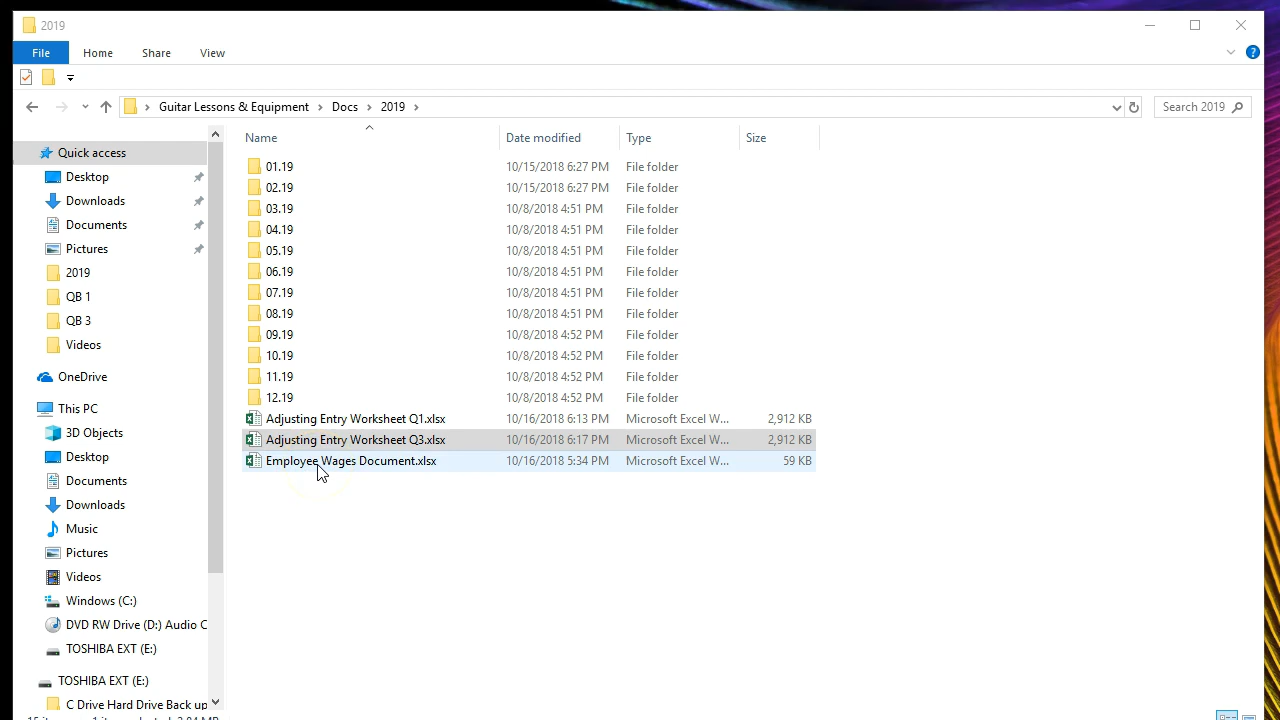 2019
File Home Share View
Guitar Lessons & Equipment Docs 2019
Search 2019
Name Date modified Type Size
Quick access
Desktop
Downloads
Documents
Pictures
2019
QB 1
QB 3
Videos
OneDrive
This PC
3D Objects
Desktop
Documents
Downloads
Music
Pictures
Videos
Windows (C:)
DVD RW Drive (D:) Audio C
TOSHIBA EXT (E:)
TOSHIBA EXT (E:)
C Drive Hard Drive Back up
01.19 10/15/2018 6:27 PM File folder
02.19 10/15/2018 6:27 PM File folder
03.19 10/8/2018 4:51 PM File folder
04.19 10/8/2018 4:51 PM File folder
05.19 10/8/2018 4:51 PM File folder
06.19 10/8/2018 4:51 PM File folder
07.19 10/8/2018 4:51 PM File folder
08.19 10/8/2018 4:51 PM File folder
09.19 10/8/2018 4:52 PM File folder
10.19 10/8/2018 4:52 PM File folder
11.19 10/8/2018 4:52 PM File folder
12.19 10/8/2018 4:52 PM File folder
Adjusting Entry Worksheet Q1.xlsx 10/16/2018 6:13 PM Microsoft Excel W... 2,912 KB
Adjusting Entry Worksheet Q3.xlsx 10/16/2018 6:17 PM Microsoft Excel W... 2,912 KB
Employee Wages Document.xlsx 10/16/2018 5:34 PM Microsoft Excel W... 59 KB